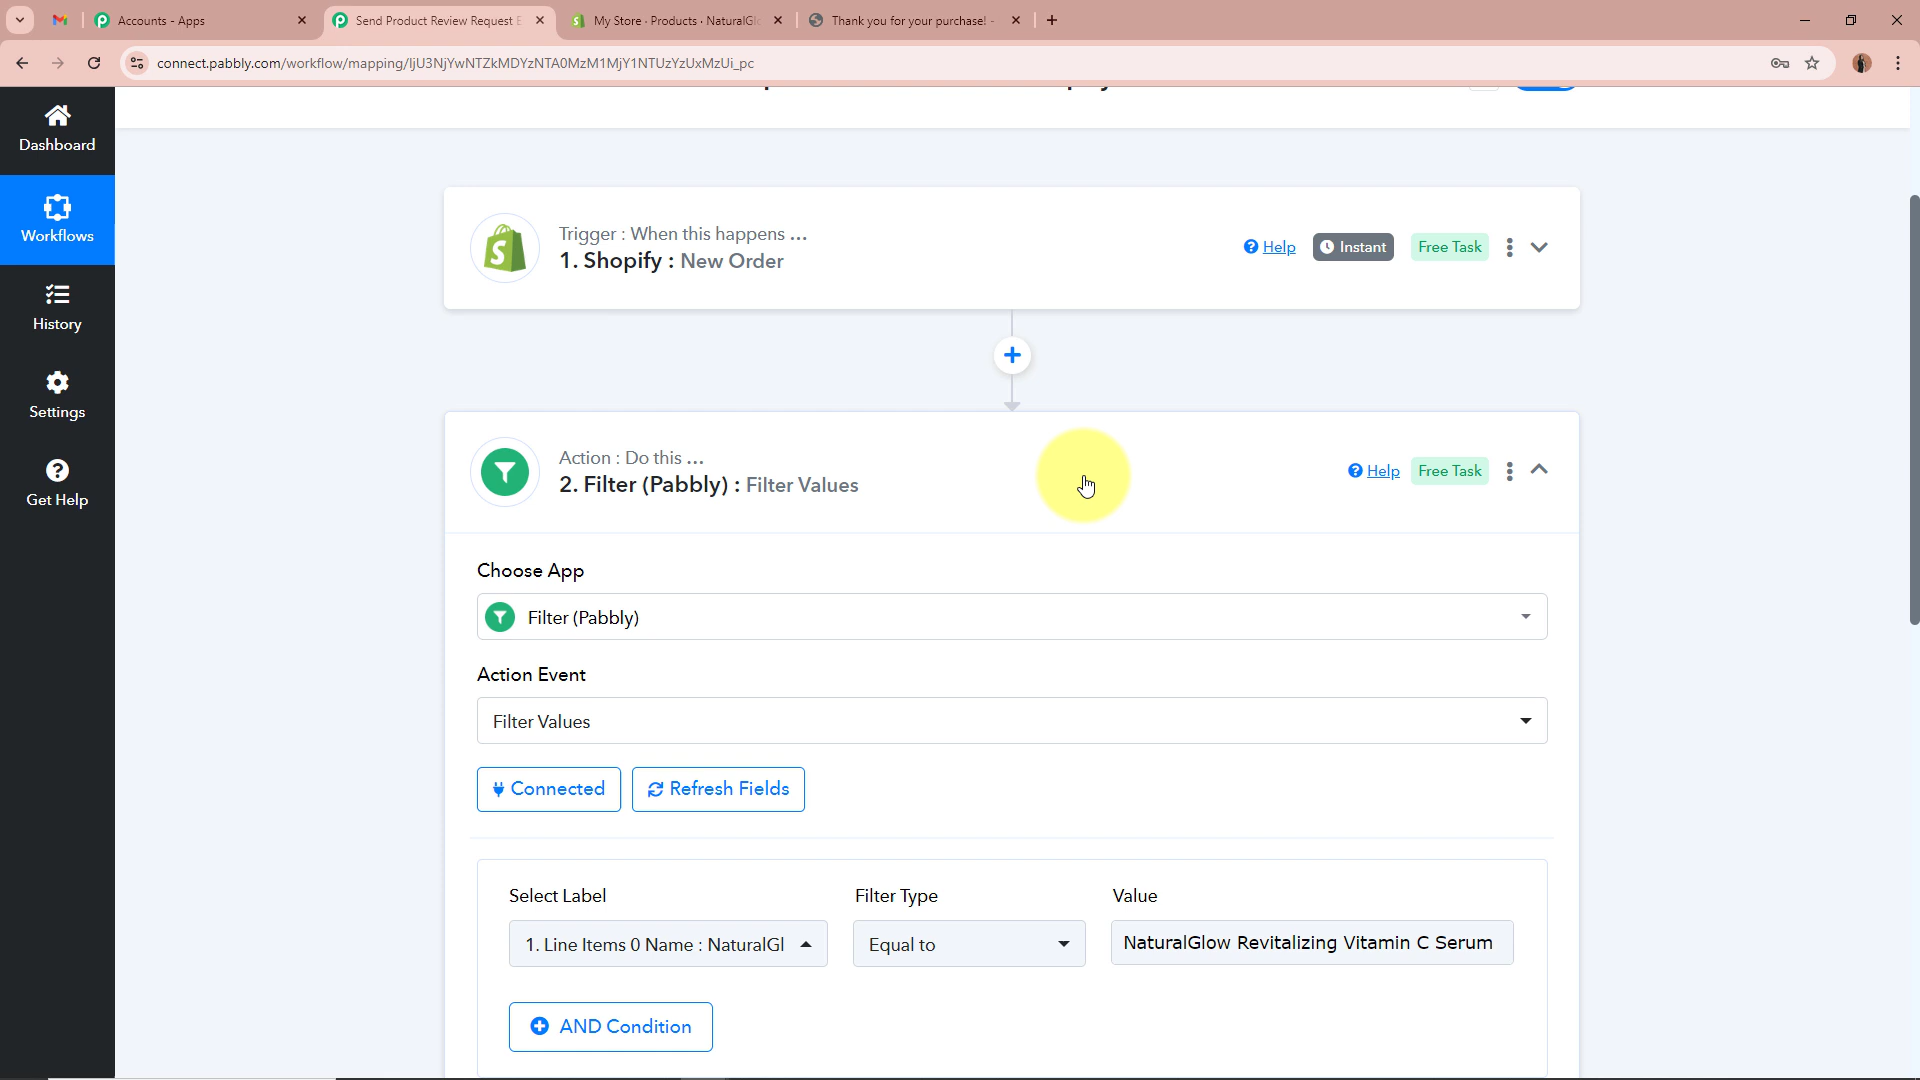 Accounts - Apps
Send Product Review Request E
My Store · Products · NaturalGl
Thank you for your purchase! -
connect.pabbly.com/workflow/mapping/IjU3NjYwNTZkMDYzNTA0MzM1MjY1NTUzYzUxMzUi_pc
Dashboard
Workflows
History
Settings
Get Help
Trigger : When this happens ...
1. Shopify : New Order
Help
Instant
Free Task
Action : Do this ...
2. Filter (Pabbly) : Filter Values
Help
Free Task
Choose App
Filter (Pabbly)
Action Event
Filter Values
Connected
Refresh Fields
Select Label
Filter Type
Value
1. Line Items 0 Name : NaturalGl
Equal to
NaturalGlow Revitalizing Vitamin C Serum
AND Condition